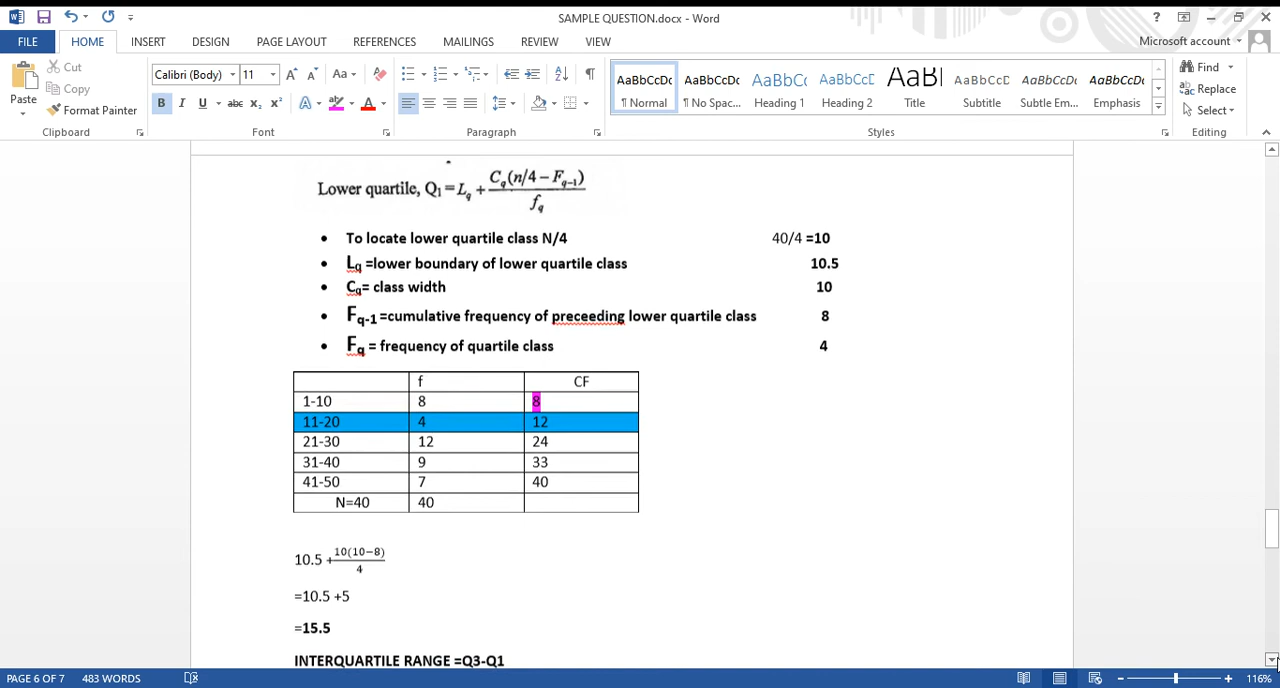 SAMPLE QUESTION.docx - Word
FILE HOME INSERT DESIGN PAGE LAYOUT REFERENCES MAILINGS REVIEW VIEW Microsoft account
Paste Cut Copy Format Painter
Calibri (Body) 11
AaBbCcDc AaBbCcDc AaBbCc AaBbCcD AaBl AaBbCcD AaBbCcDc AaBbCcDc
¶ Normal ¶ No Spac... Heading 1 Heading 2 Title Subtitle Subtle Em... Emphasis
Find Replace Select
Clipboard Font Paragraph Styles Editing
Lower quartile, Q₁ = L_q + C_q(n/4 – F_q–1) / f_q
• To locate lower quartile class N/4 40/4 =10
• Lq =lower boundary of lower quartile class 10.5
• Cq= class width 10
• Fq-1 =cumulative frequency of preceeding lower quartile class 8
• Fq = frequency of quartile class 4
f CF
1-10 8 8
11-20 4 12
21-30 12 24
31-40 9 33
41-50 7 40
N=40 40
10.5 + 10(10−8) / 4
=10.5 +5
=15.5
INTERQUARTILE RANGE =Q3-Q1
PAGE 6 OF 7 483 WORDS 116%